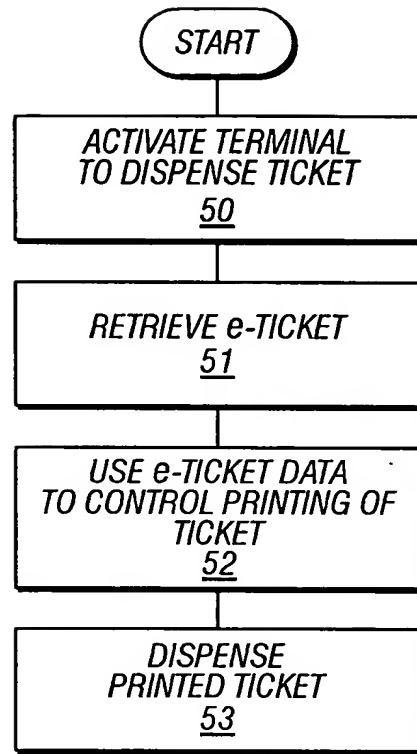 START
ACTIVATE TERMINAL
TO DISPENSE TICKET
50
RETRIEVE e-TICKET
51
USE e-TICKET DATA
TO CONTROL PRINTING OF
TICKET
52
DISPENSE
PRINTED TICKET
53